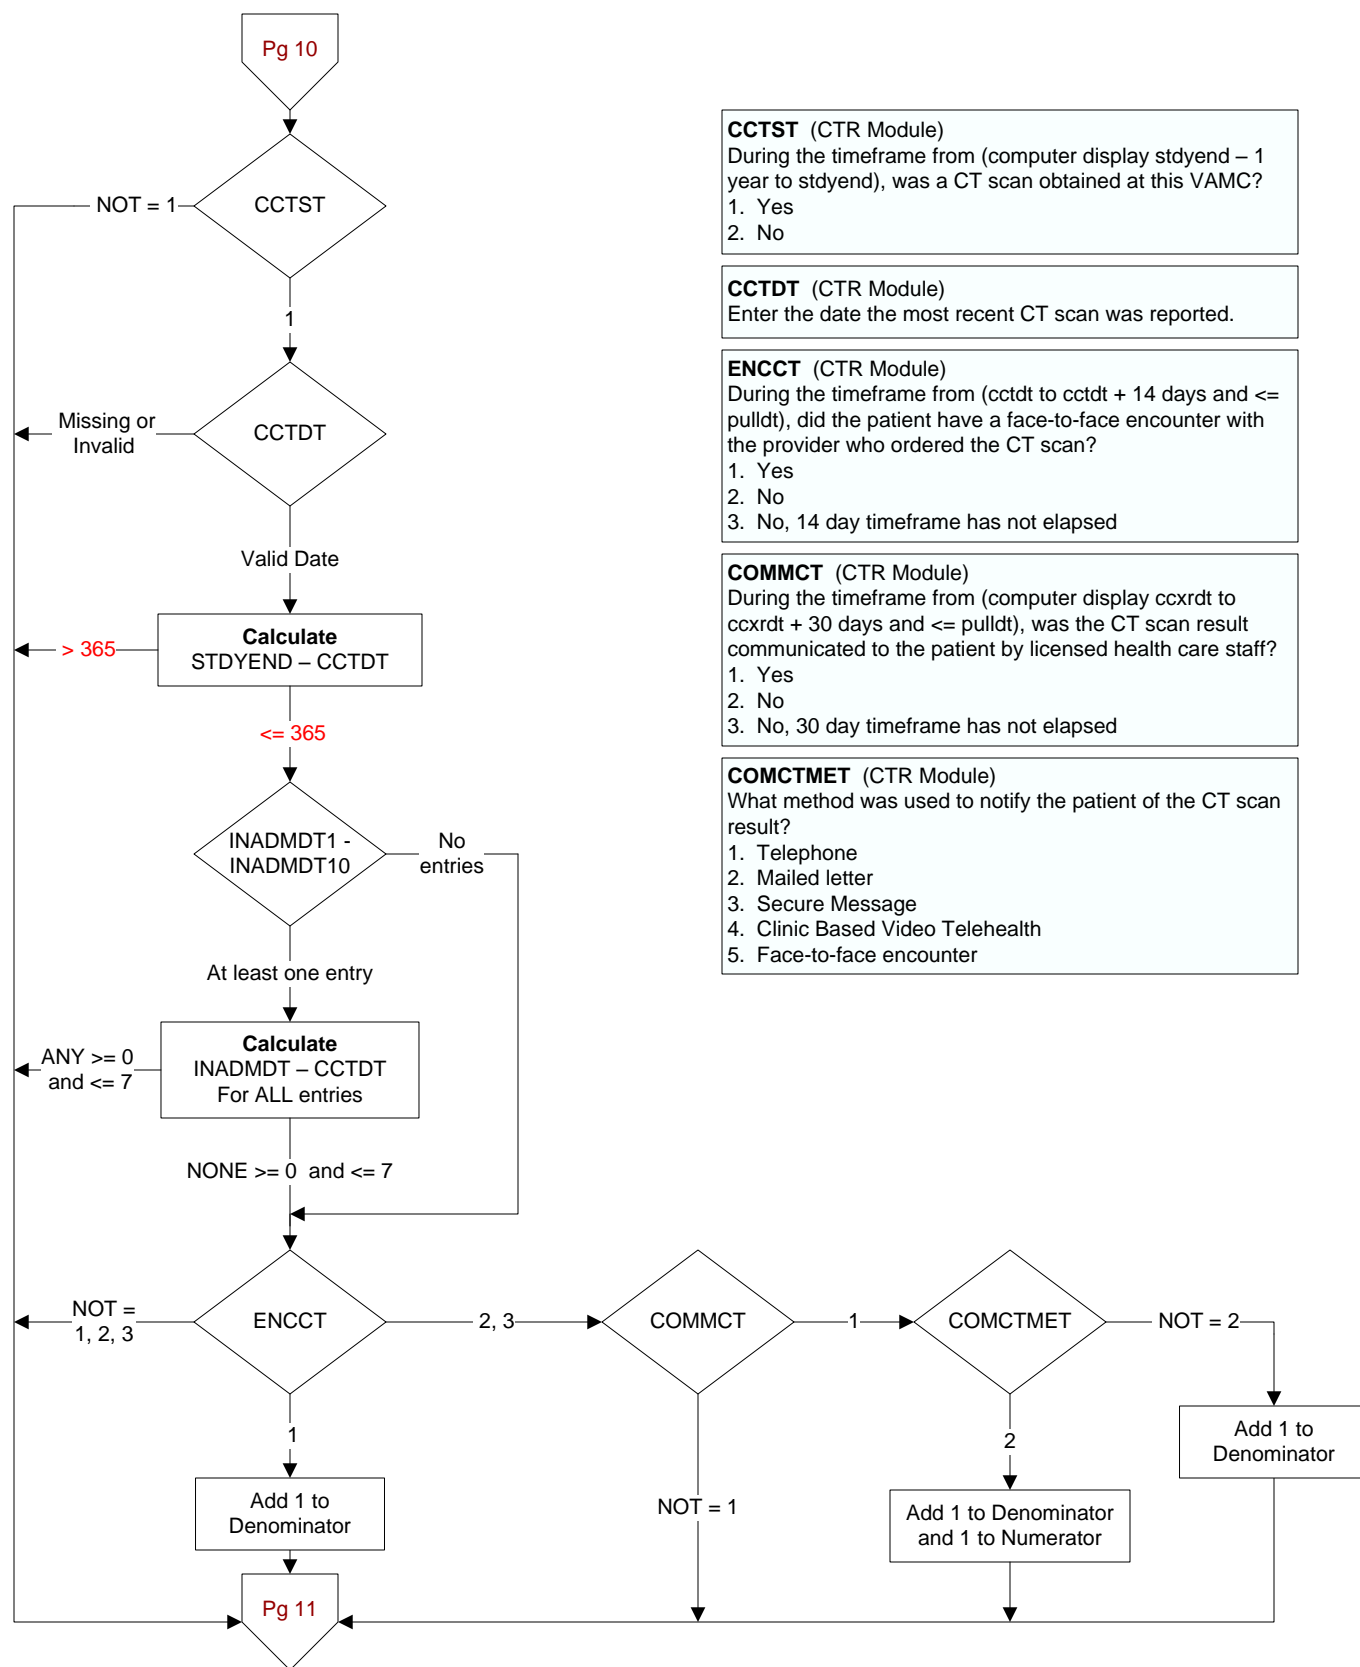 Pg 10
CCTST
NOT = 1
1
CCTDT
Missing or
Invalid
Valid Date
Calculate
STDYEND – CCTDT
> 365
<= 365
INADMDT1 -
INADMDT10
No
entries
At least one entry
Calculate
INADMDT – CCTDT
For ALL entries
ANY >= 0
and <= 7
NONE >= 0 and <= 7
ENCCT
NOT =
1, 2, 3
2, 3
COMMCT
1
COMCTMET
NOT = 2
1
Add 1 to
Denominator
NOT = 1
2
Add 1 to Denominator
and 1 to Numerator
Add 1 to
Denominator
Pg 11
CCTST (CTR Module)
During the timeframe from (computer display stdyend – 1
year to stdyend), was a CT scan obtained at this VAMC?
1. Yes
2. No
CCTDT (CTR Module)
Enter the date the most recent CT scan was reported.
ENCCT (CTR Module)
During the timeframe from (cctdt to cctdt + 14 days and <=
pulldt), did the patient have a face-to-face encounter with
the provider who ordered the CT scan?
1. Yes
2. No
3. No, 14 day timeframe has not elapsed
COMMCT (CTR Module)
During the timeframe from (computer display ccxrdt to
ccxrdt + 30 days and <= pulldt), was the CT scan result
communicated to the patient by licensed health care staff?
1. Yes
2. No
3. No, 30 day timeframe has not elapsed
COMCTMET (CTR Module)
What method was used to notify the patient of the CT scan
result?
1. Telephone
2. Mailed letter
3. Secure Message
4. Clinic Based Video Telehealth
5. Face-to-face encounter